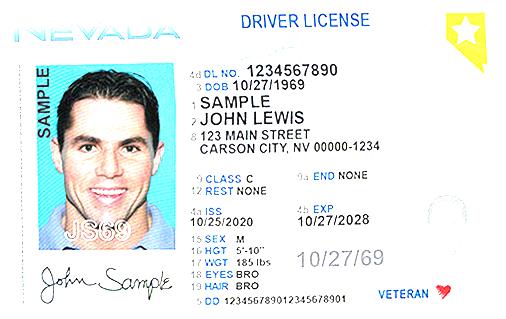 NEVADA
DRIVER LICENSE
SAMPLE
4d DL NO. 1234567890
3 DOB 10/27/1969
1 SAMPLE
2 JOHN LEWIS
8 123 MAIN STREET
CARSON CITY, NV 00000-1234
9 CLASS C 9a END NONE
12 REST NONE
4a ISS 4b EXP
10/25/2020 10/27/2028
JS69
15 SEX M
16 HGT 5'-10"
17 WGT 185 lbs
10/27/69
18 EYES BRO
19 HAIR BRO
5 DD 123456789012345678901
John Sample
VETERAN